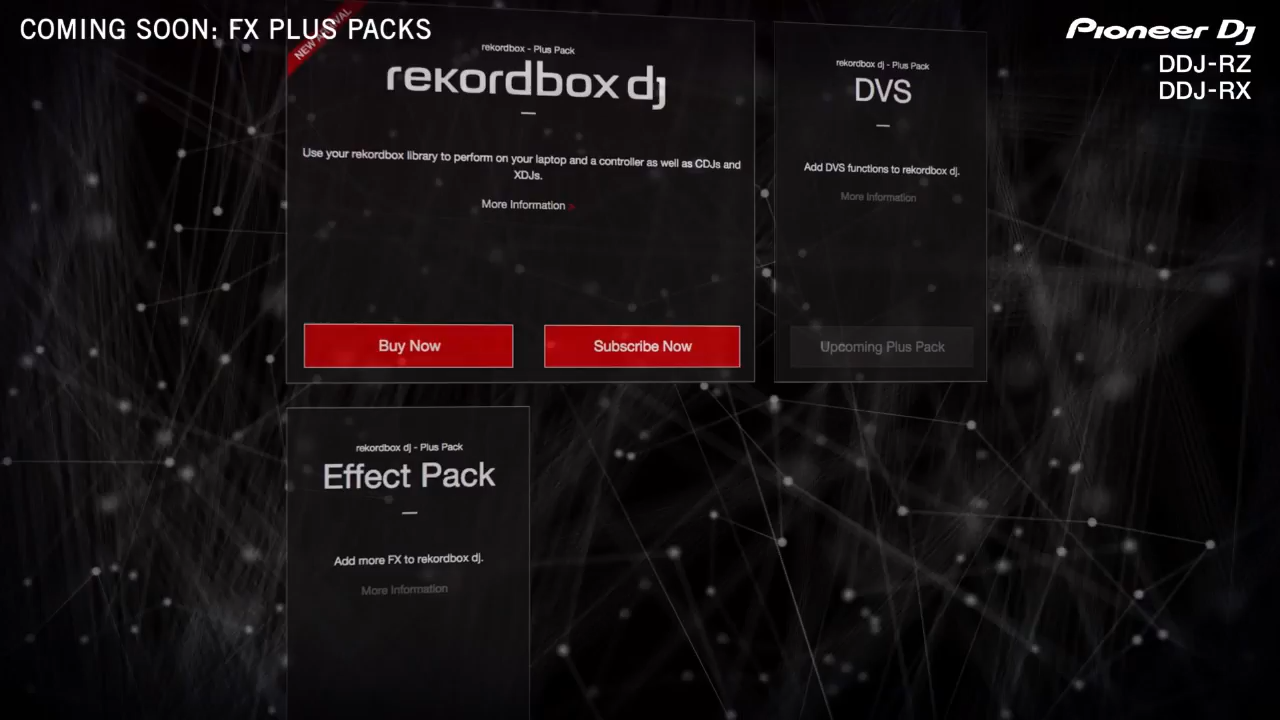 COMING SOON: FX PLUS PACKS
Pioneer Dj
DDJ-RZ
DDJ-RX
NEW ARRIVAL
rekordbox - Plus Pack
rekordbox dj
Use your rekordbox library to perform on your laptop and a controller as well as CDJs and
XDJs.
More Information >
Buy Now
Subscribe Now
rekordbox dj - Plus Pack
DVS
Add DVS functions to rekordbox dj.
More Information
Upcoming Plus Pack
rekordbox dj - Plus Pack
Effect Pack
Add more FX to rekordbox dj.
More Information